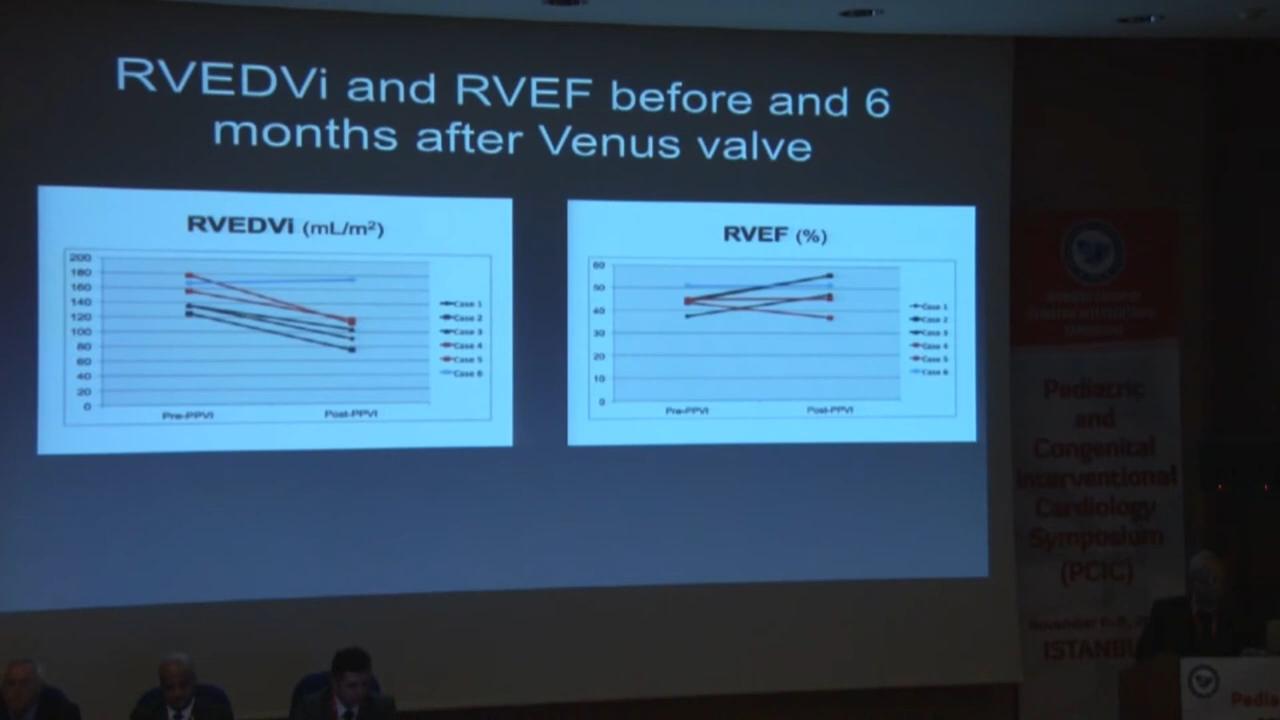 RVEDVi and RVEF before and 6
months after Venus valve
RVEDVi (mL/m²)
200
180
160
140
120
100
80
60
40
20
0
Pre-PPVI
Post-PPVI
Case 1
Case 2
Case 3
Case 4
Case 5
Case 6
RVEF (%)
60
50
40
30
20
10
0
Pre-PPVI
Post-PPVI
Case 1
Case 2
Case 3
Case 4
Case 5
Case 6
Pediatric
and
Congenital
Interventional
Cardiology
Symposium
(PCIC)
November
ISTANBU
Pedia